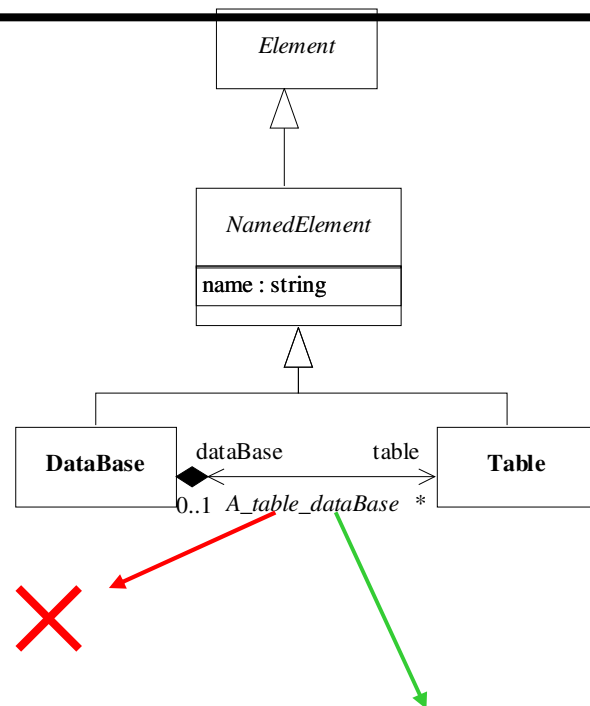 Element
NamedElement
name : string
DataBase
dataBase
table
Table
0..1
A_table_dataBase
*